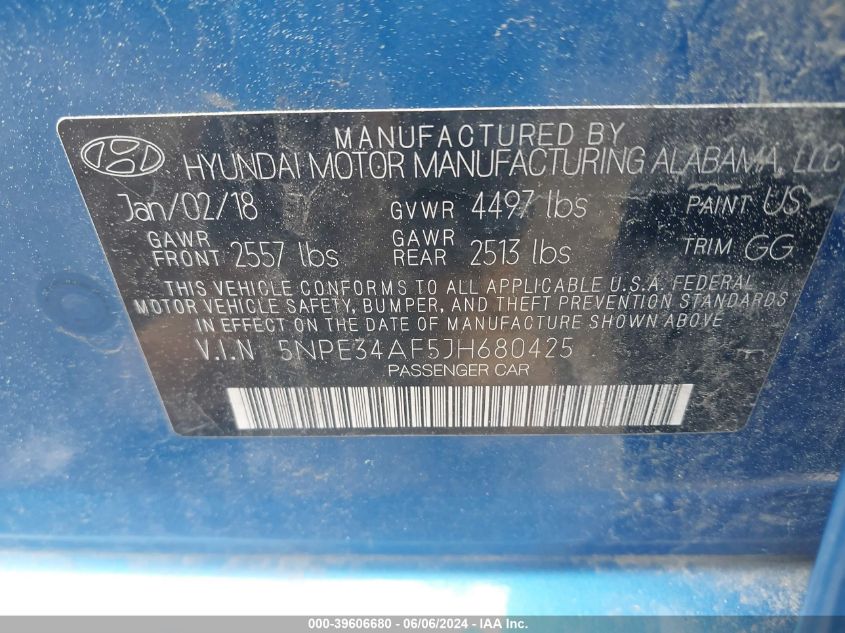 MANUFACTURED BY
HYUNDAI MOTOR MANUFACTURING ALABAMA, LLC
Jan/02/18 GVWR 4497 lbs PAINT US
GAWR FRONT 2557 lbs GAWR REAR 2513 lbs TRIM GG
THIS VEHICLE CONFORMS TO ALL APPLICABLE U.S.A. FEDERAL
MOTOR VEHICLE SAFETY, BUMPER, AND THEFT PREVENTION STANDARDS
IN EFFECT ON THE DATE OF MANUFACTURE SHOWN ABOVE.
V.I.N 5NPE34AF5JH680425
PASSENGER CAR
000-39606680 - 06/06/2024 - IAA Inc.